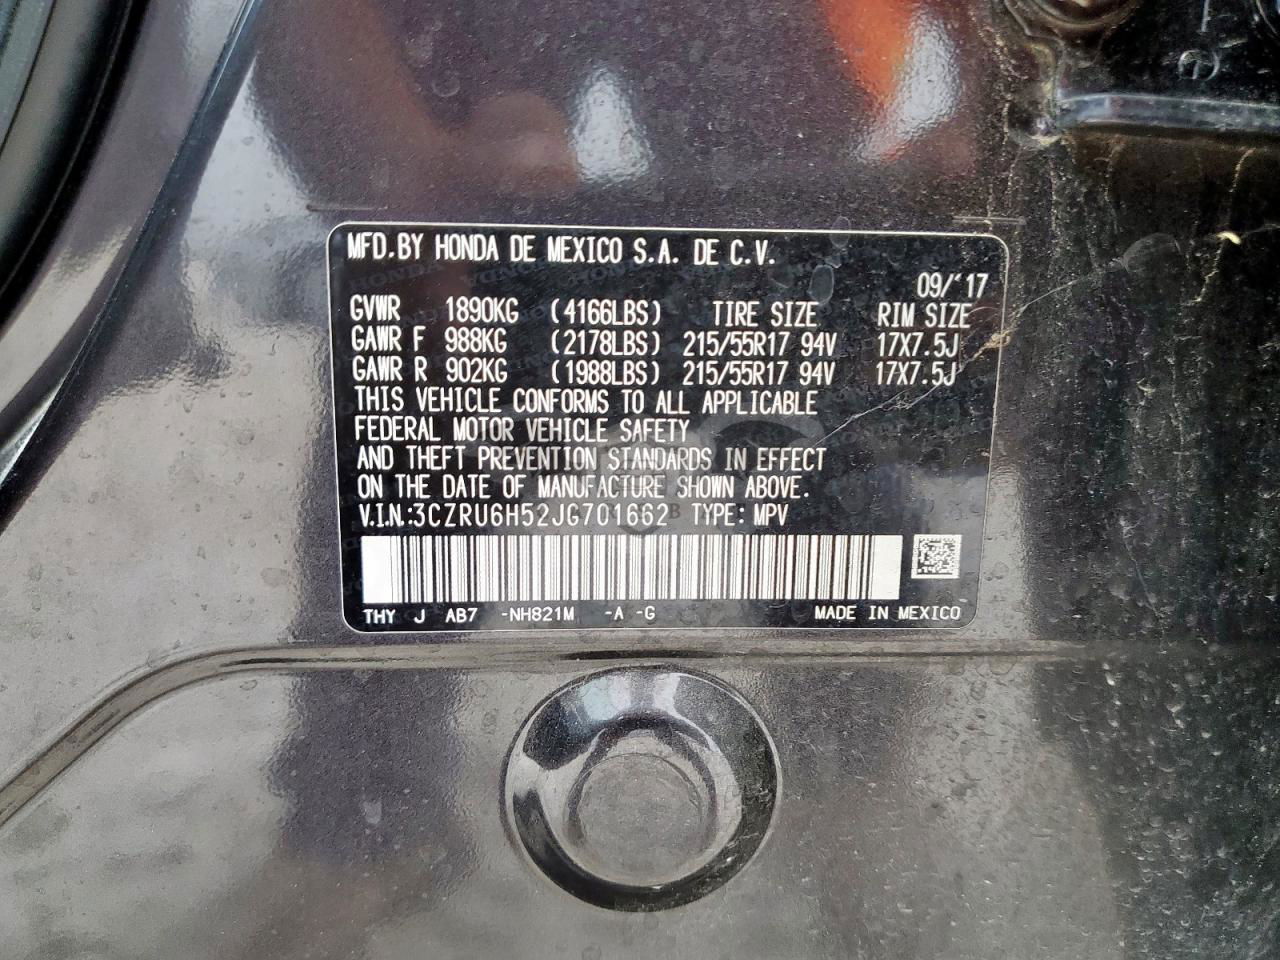 MFD.BY HONDA DE MEXICO S.A. DE C.V.
09/'17
GVWR 1890KG (4166LBS) TIRE SIZE RIM SIZE
GAWR F 988KG (2178LBS) 215/55R17 94V 17X7.5J
GAWR R 902KG (1988LBS) 215/55R17 94V 17X7.5J
THIS VEHICLE CONFORMS TO ALL APPLICABLE
FEDERAL MOTOR VEHICLE SAFETY
AND THEFT PREVENTION STANDARDS IN EFFECT
ON THE DATE OF MANUFACTURE SHOWN ABOVE.
V.I.N.:3CZRU6H52JG701662 TYPE: MPV
THY J AB7 -NH821M -A -G MADE IN MEXICO